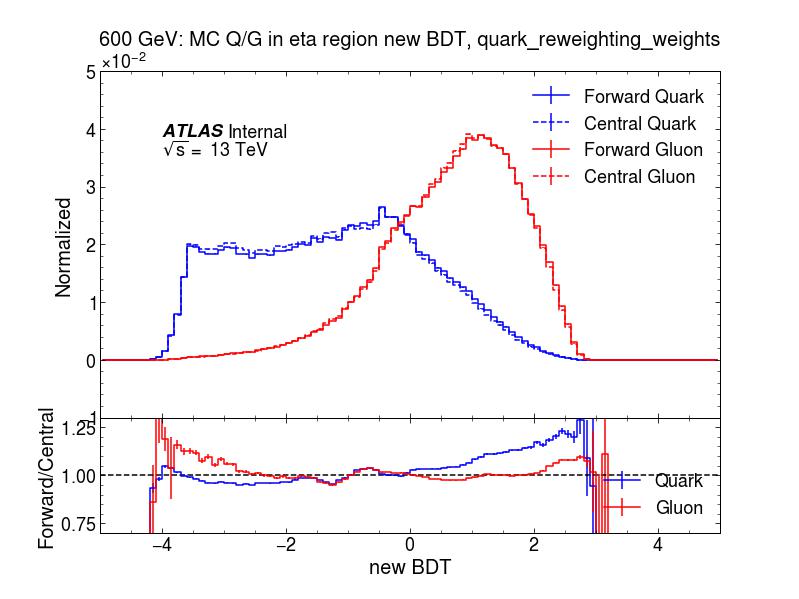 600 GeV: MC Q/G in eta region new BDT, quark_reweighting_weights
×10⁻²
5
4
3
2
1
0
1
Normalized
ATLAS Internal
√s = 13 TeV
Forward Quark
Central Quark
Forward Gluon
Central Gluon
1.25
1.00
0.75
Forward/Central
Quark
Gluon
−4 −2 0 2 4
new BDT